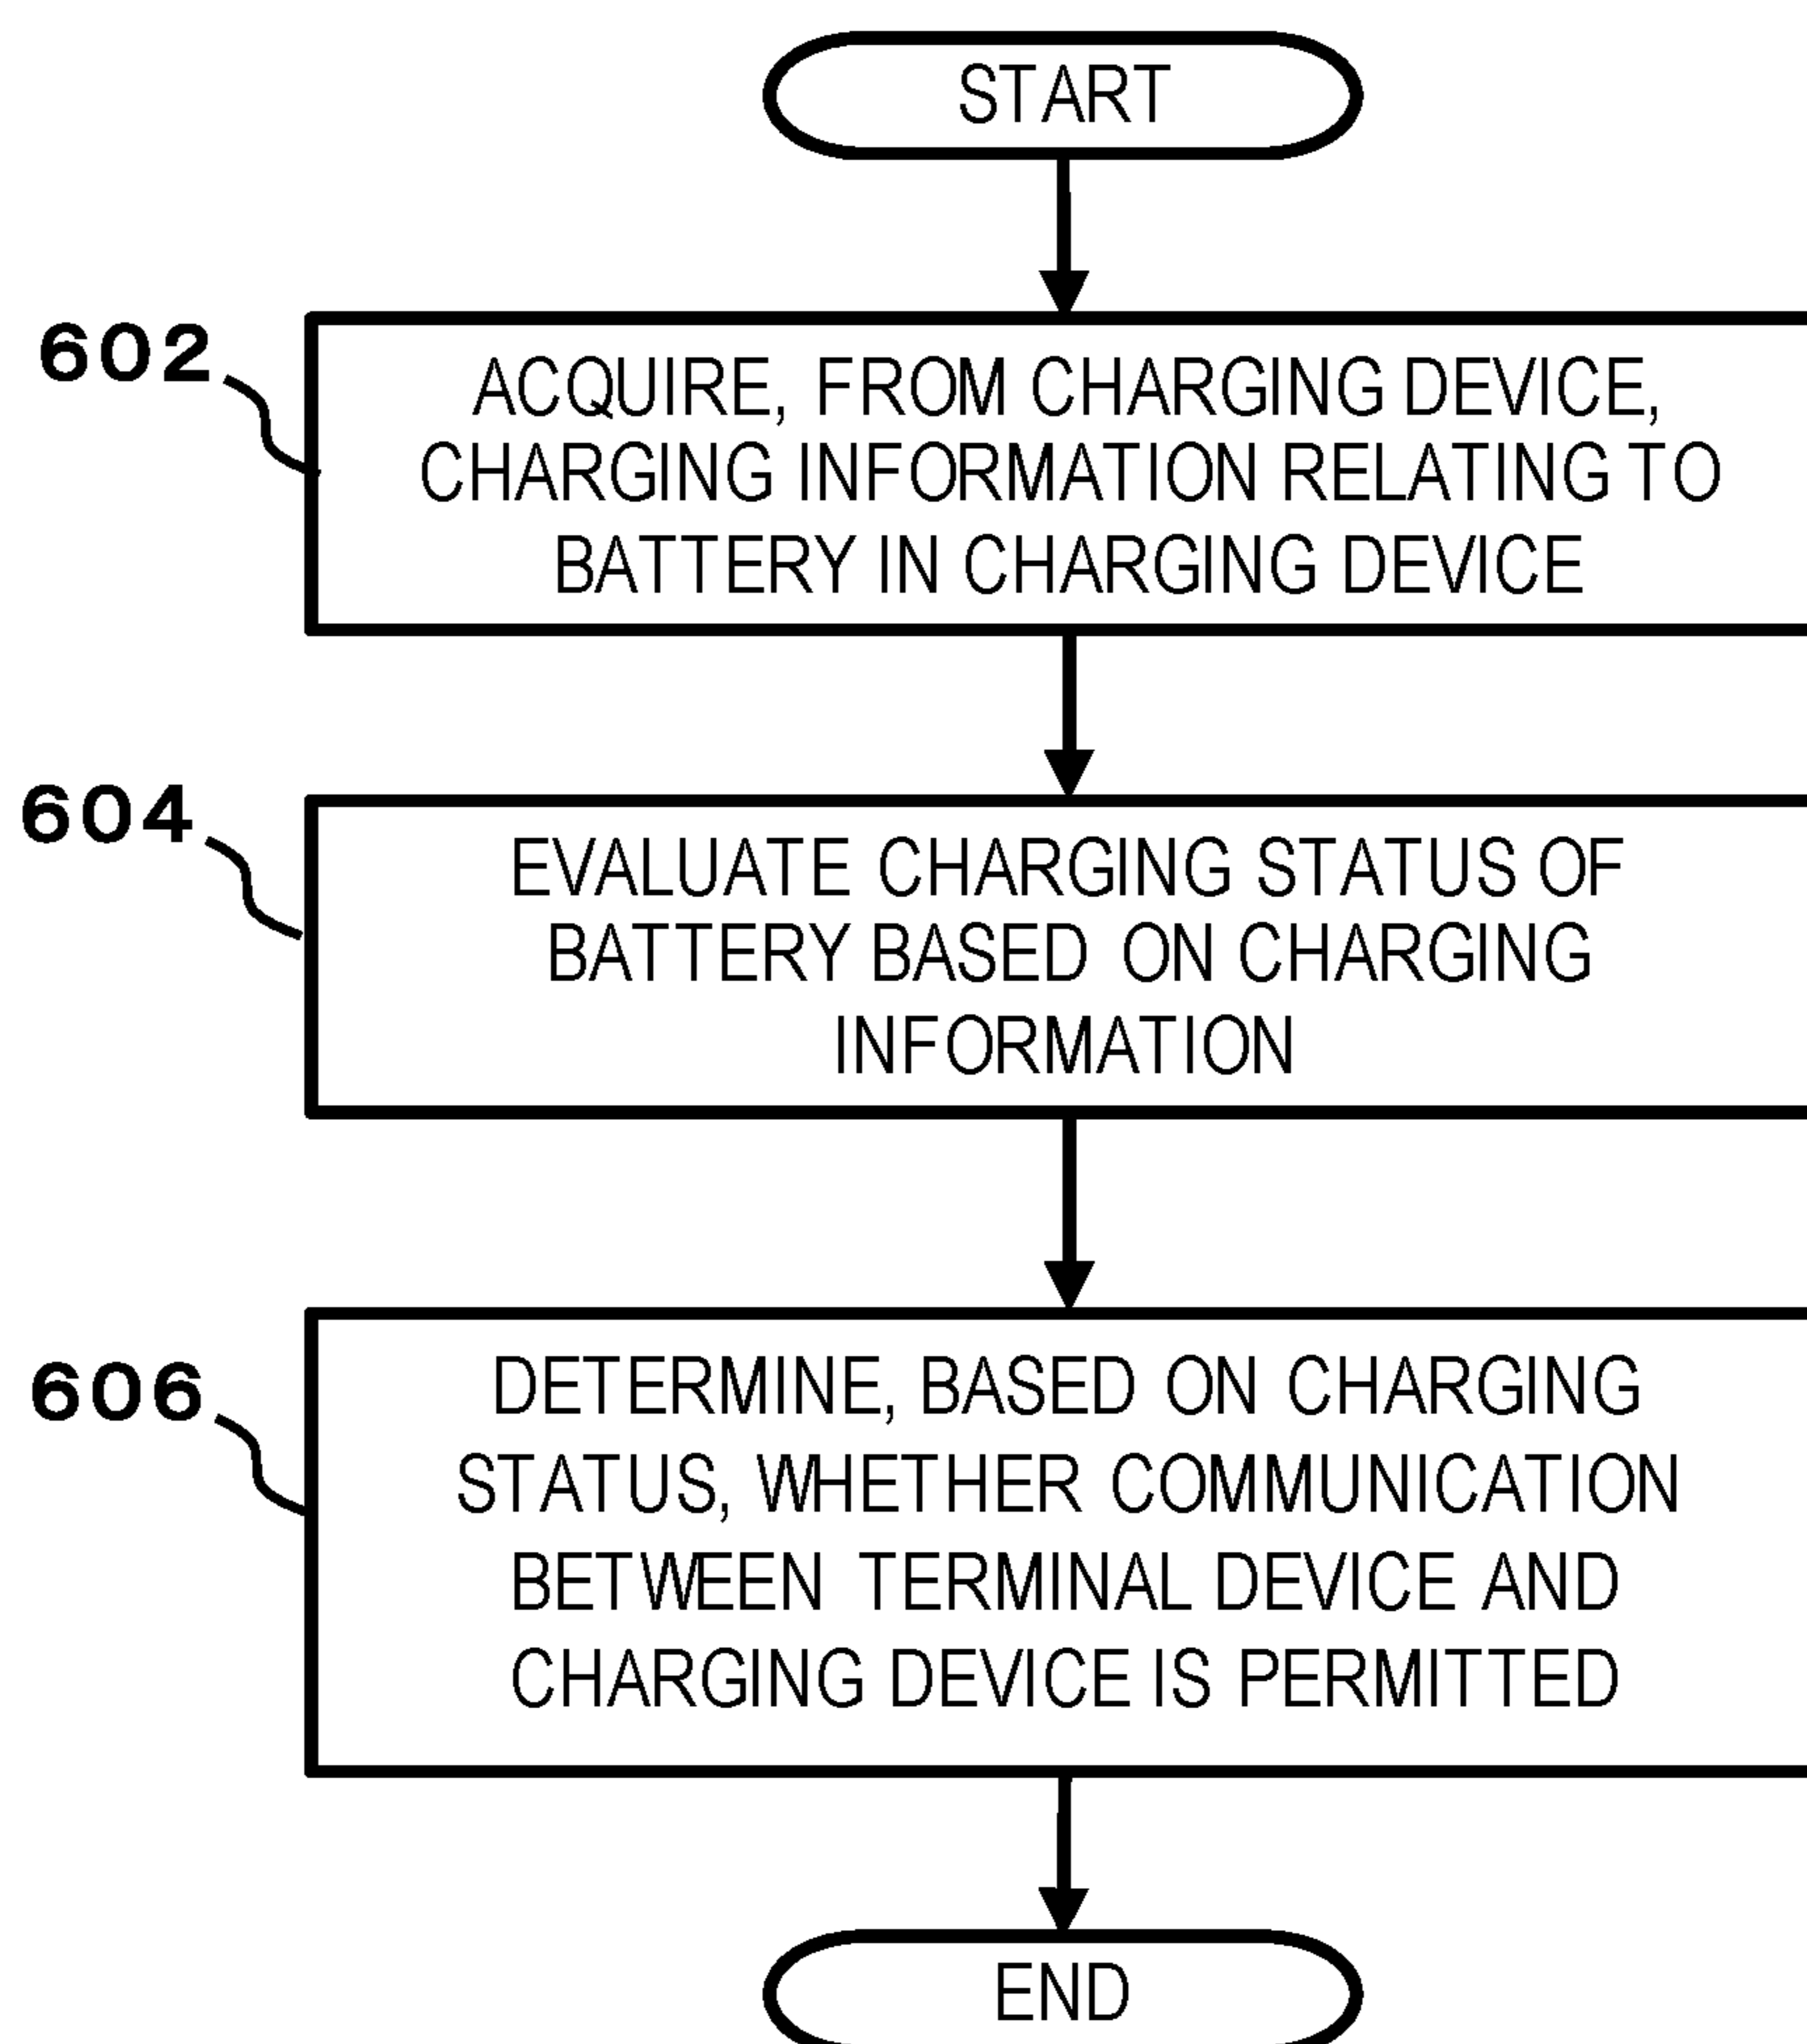 START
602
ACQUIRE, FROM CHARGING DEVICE,
CHARGING INFORMATION RELATING TO
BATTERY IN CHARGING DEVICE
604
EVALUATE CHARGING STATUS OF
BATTERY BASED ON CHARGING
INFORMATION
606
DETERMINE, BASED ON CHARGING
STATUS, WHETHER COMMUNICATION
BETWEEN TERMINAL DEVICE AND
CHARGING DEVICE IS PERMITTED
END